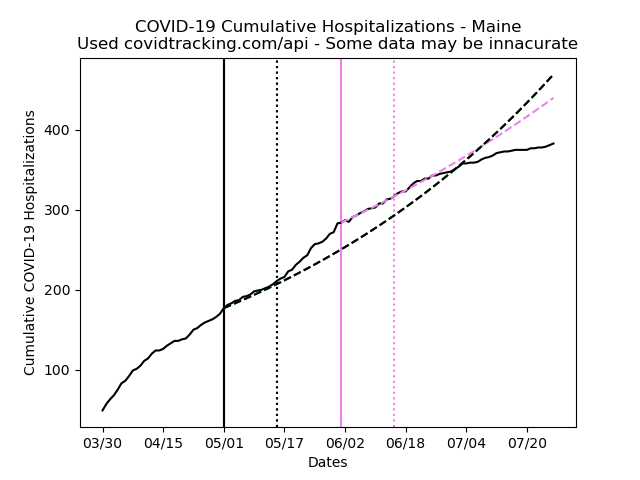 COVID-19 Cumulative Hospitalizations - Maine
Used covidtracking.com/api - Some data may be innacurate
Cumulative COVID-19 Hospitalizations
400
300
200
100
03/30 04/15 05/01 05/17 06/02 06/18 07/04 07/20
Dates